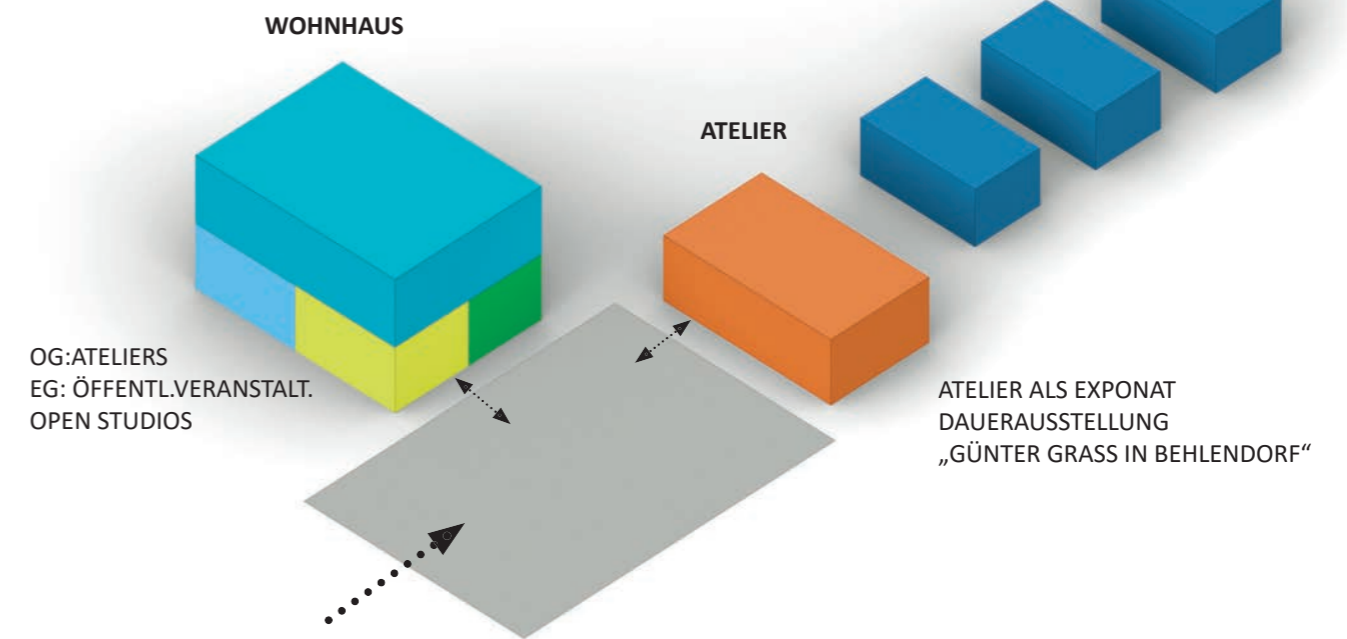 WOHNHAUS
ATELIER
OG:ATELIERS
EG: ÖFFENTL.VERANSTALT.
OPEN STUDIOS
ATELIER ALS EXPONAT
DAUERAUSSTELLUNG
„GÜNTER GRASS IN BEHLENDORF“